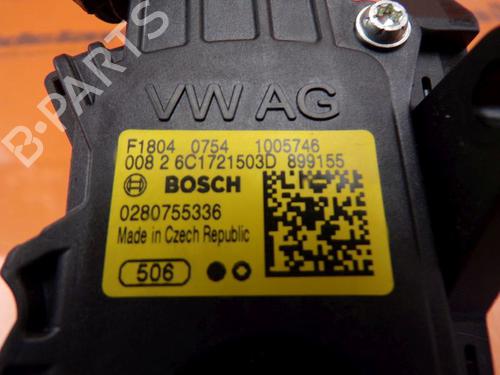 B-PARTS
VW AG
F1804 0754 1005746
008 2 6C1721503D 899155
BOSCH
0280755336
Made in Czech Republic
506